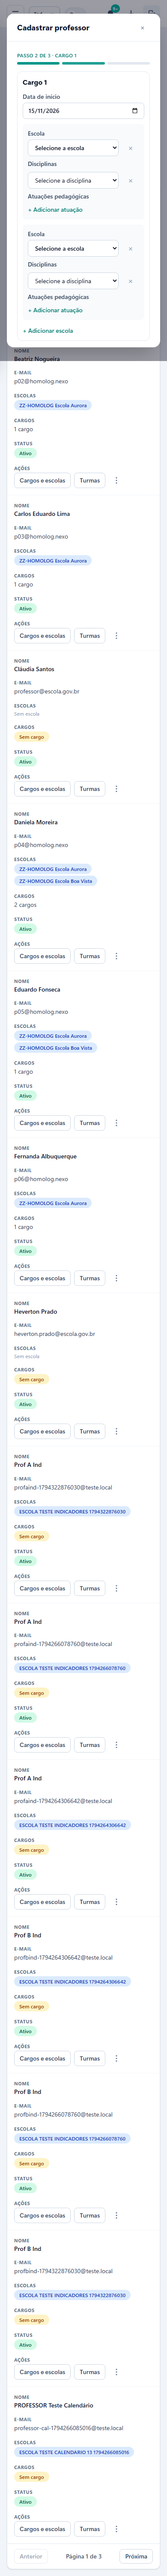 Cadastrar professor
×
PASSO 2 DE 3 · CARGO 1
Cargo 1
Data de início
15/11/2026
Escola
Selecione a escola
×
Disciplinas
Selecione a disciplina
×
Atuações pedagógicas
+ Adicionar atuação
Escola
Selecione a escola
×
Disciplinas
Selecione a disciplina
×
Atuações pedagógicas
+ Adicionar atuação
+ Adicionar escola
NOME
Beatriz Nogueira
E-MAIL
p02@homolog.nexo
ESCOLAS
ZZ-HOMOLOG Escola Aurora
CARGOS
1 cargo
STATUS
Ativo
AÇÕES
Cargos e escolas
Turmas
NOME
Carlos Eduardo Lima
E-MAIL
p03@homolog.nexo
ESCOLAS
ZZ-HOMOLOG Escola Aurora
CARGOS
1 cargo
STATUS
Ativo
AÇÕES
Cargos e escolas
Turmas
NOME
Cláudia Santos
E-MAIL
professor@escola.gov.br
ESCOLAS
Sem escola
CARGOS
Sem cargo
STATUS
Ativo
AÇÕES
Cargos e escolas
Turmas
NOME
Daniela Moreira
E-MAIL
p04@homolog.nexo
ESCOLAS
ZZ-HOMOLOG Escola Aurora
ZZ-HOMOLOG Escola Boa Vista
CARGOS
2 cargos
STATUS
Ativo
AÇÕES
Cargos e escolas
Turmas
NOME
Eduardo Fonseca
E-MAIL
p05@homolog.nexo
ESCOLAS
ZZ-HOMOLOG Escola Aurora
ZZ-HOMOLOG Escola Boa Vista
CARGOS
1 cargo
STATUS
Ativo
AÇÕES
Cargos e escolas
Turmas
NOME
Fernanda Albuquerque
E-MAIL
p06@homolog.nexo
ESCOLAS
ZZ-HOMOLOG Escola Aurora
CARGOS
1 cargo
STATUS
Ativo
AÇÕES
Cargos e escolas
Turmas
NOME
Heverton Prado
E-MAIL
heverton.prado@escola.gov.br
ESCOLAS
Sem escola
CARGOS
Sem cargo
STATUS
Ativo
AÇÕES
Cargos e escolas
Turmas
NOME
Prof A Ind
E-MAIL
profaind-1794322876030@teste.local
ESCOLAS
ESCOLA TESTE INDICADORES 1794322876030
CARGOS
Sem cargo
STATUS
Ativo
AÇÕES
Cargos e escolas
Turmas
NOME
Prof A Ind
E-MAIL
profaind-1794266078760@teste.local
ESCOLAS
ESCOLA TESTE INDICADORES 1794266078760
CARGOS
Sem cargo
STATUS
Ativo
AÇÕES
Cargos e escolas
Turmas
NOME
Prof A Ind
E-MAIL
profaind-1794264306642@teste.local
ESCOLAS
ESCOLA TESTE INDICADORES 1794264306642
CARGOS
Sem cargo
STATUS
Ativo
AÇÕES
Cargos e escolas
Turmas
NOME
Prof B Ind
E-MAIL
profbind-1794264306642@teste.local
ESCOLAS
ESCOLA TESTE INDICADORES 1794264306642
CARGOS
Sem cargo
STATUS
Ativo
AÇÕES
Cargos e escolas
Turmas
NOME
Prof B Ind
E-MAIL
profbind-1794266078760@teste.local
ESCOLAS
ESCOLA TESTE INDICADORES 1794266078760
CARGOS
Sem cargo
STATUS
Ativo
AÇÕES
Cargos e escolas
Turmas
NOME
Prof B Ind
E-MAIL
profbind-1794322876030@teste.local
ESCOLAS
ESCOLA TESTE INDICADORES 1794322876030
CARGOS
Sem cargo
STATUS
Ativo
AÇÕES
Cargos e escolas
Turmas
NOME
PROFESSOR Teste Calendário
E-MAIL
professor-cal-1794266085016@teste.local
ESCOLAS
ESCOLA TESTE CALENDARIO 13 1794266085016
CARGOS
Sem cargo
STATUS
Ativo
AÇÕES
Cargos e escolas
Turmas
Anterior
Página 1 de 3
Próxima